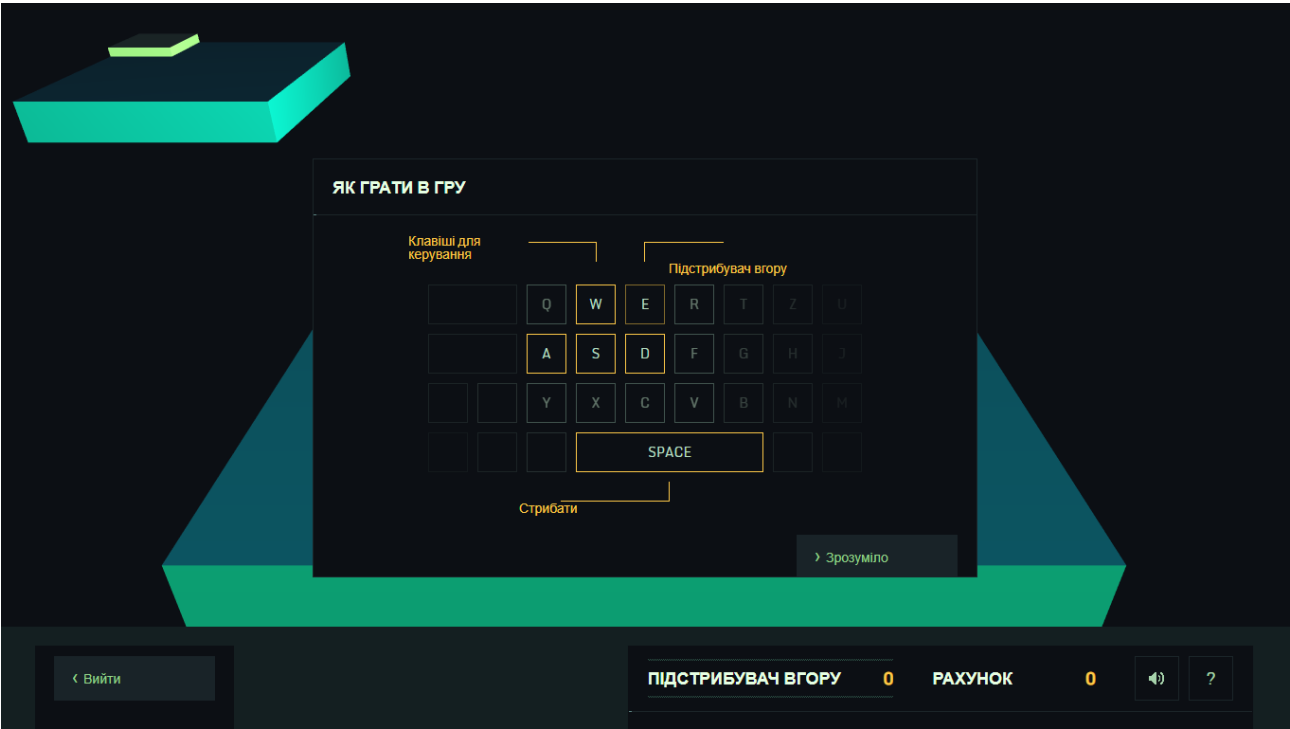 ЯК ГРАТИ В ГРУ
Клавіші для
керування
Підстрибувач вгору
Q W E R T Z U
A S D F G H J
Y X C V B N M
SPACE
Стрибати
› Зрозуміло
‹ Вийти
ПІДСТРИБУВАЧ ВГОРУ 0 РАХУНОК 0 ?